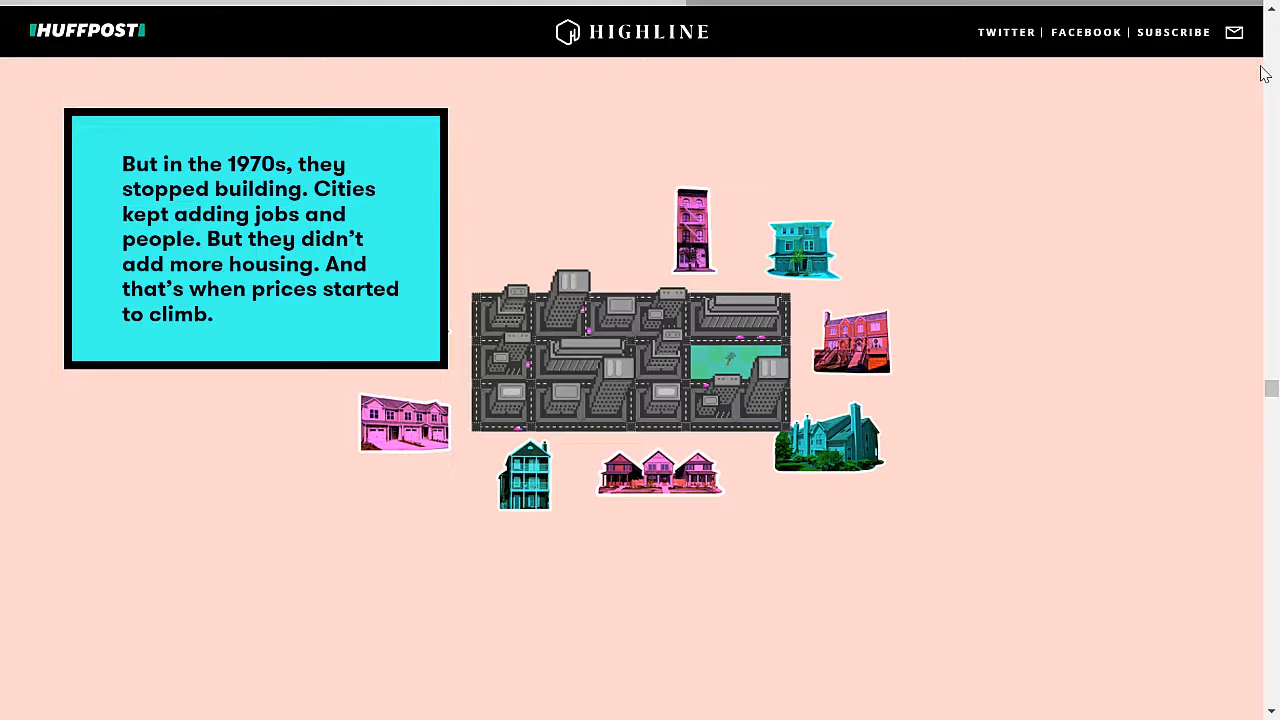 HUFFPOST
HIGHLINE
TWITTER | FACEBOOK | SUBSCRIBE
But in the 1970s, they
stopped building. Cities
kept adding jobs and
people. But they didn't
add more housing. And
that's when prices started
to climb.